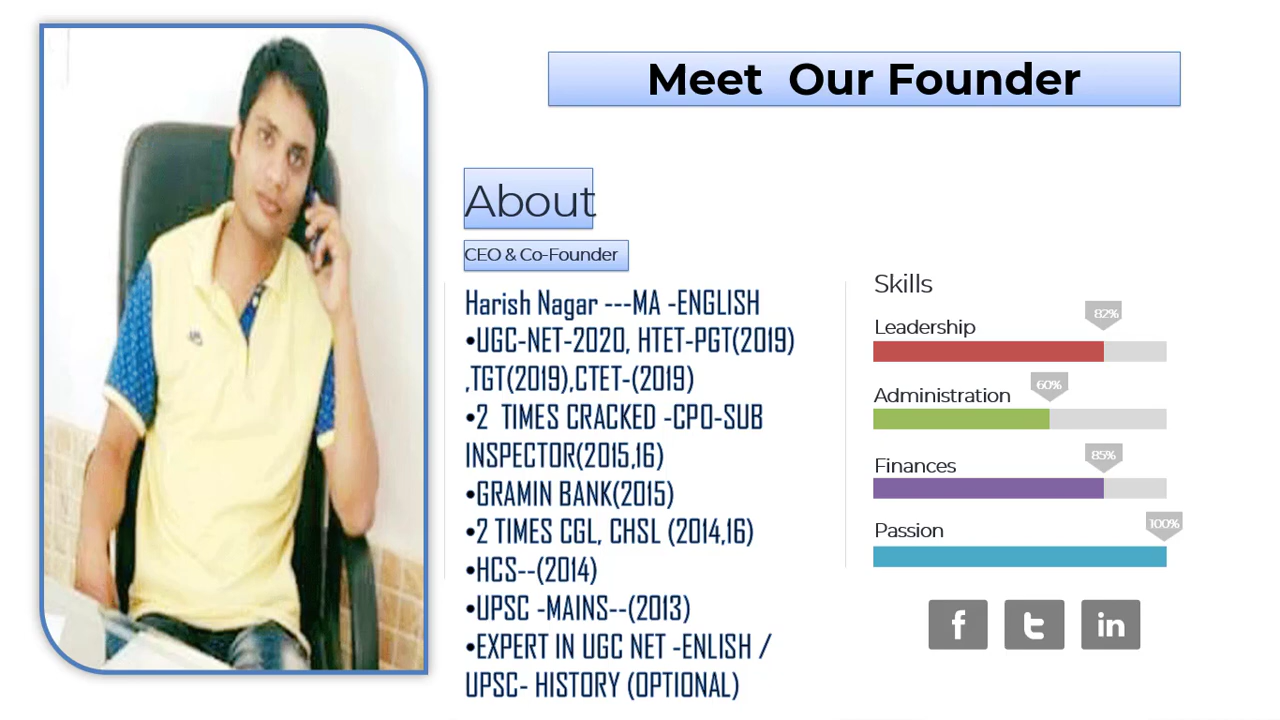 Meet Our Founder
About
CEO & Co-Founder
Harish Nagar ---MA -ENGLISH
•UGC-NET-2020, HTET-PGT(2019)
,TGT(2019),CTET-(2019)
•2 TIMES CRACKED -CPO-SUB
INSPECTOR(2015,16)
•GRAMIN BANK(2015)
•2 TIMES CGL, CHSL (2014,16)
•HCS--(2014)
•UPSC -MAINS--(2013)
•EXPERT IN UGC NET -ENLISH /
UPSC- HISTORY (OPTIONAL)
Skills
82%
Leadership
60%
Administration
85%
Finances
100%
Passion
f t in